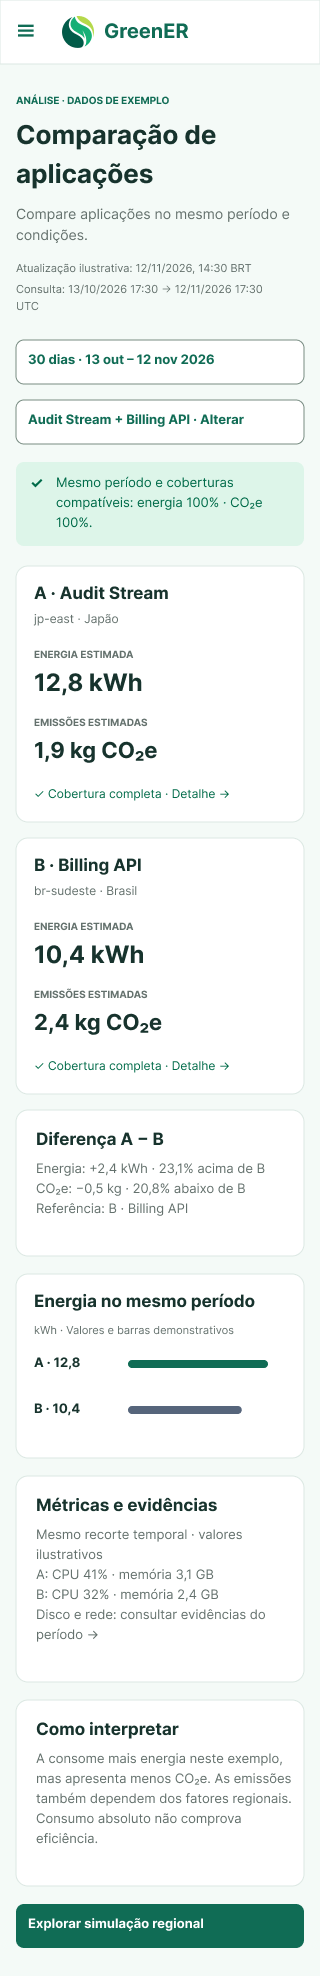 GreenER
ANÁLISE · DADOS DE EXEMPLO
Comparação de
aplicações
Compare aplicações no mesmo período e
condições.
Atualização ilustrativa: 12/11/2026, 14:30 BRT
Consulta: 13/10/2026 17:30 → 12/11/2026 17:30
UTC
30 dias · 13 out – 12 nov 2026
Audit Stream + Billing API · Alterar
✓ Mesmo período e coberturas
compatíveis: energia 100% · CO₂e
100%.
A · Audit Stream
jp-east · Japão
ENERGIA ESTIMADA
12,8 kWh
EMISSÕES ESTIMADAS
1,9 kg CO₂e
✓ Cobertura completa · Detalhe →
B · Billing API
br-sudeste · Brasil
ENERGIA ESTIMADA
10,4 kWh
EMISSÕES ESTIMADAS
2,4 kg CO₂e
✓ Cobertura completa · Detalhe →
Diferença A − B
Energia: +2,4 kWh · 23,1% acima de B
CO₂e: −0,5 kg · 20,8% abaixo de B
Referência: B · Billing API
Energia no mesmo período
kWh · Valores e barras demonstrativos
A · 12,8
B · 10,4
Métricas e evidências
Mesmo recorte temporal · valores
ilustrativos
A: CPU 41% · memória 3,1 GB
B: CPU 32% · memória 2,4 GB
Disco e rede: consultar evidências do
período →
Como interpretar
A consome mais energia neste exemplo,
mas apresenta menos CO₂e. As emissões
também dependem dos fatores regionais.
Consumo absoluto não comprova
eficiência.
Explorar simulação regional